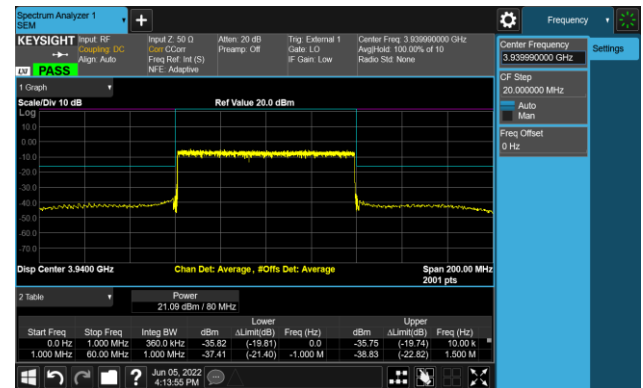 Spectrum Analyzer 1
SEM
Frequency
KEYSIGHT
Input: RF
Coupling: DC
Align: Auto
Input Z: 50 Ω
Corr CCorr
Freq Ref: Int (S)
NFE: Adaptive
Atten: 20 dB
Preamp: Off
Trig: External 1
Gate: LO
IF Gain: Low
Center Freq: 3.939990000 GHz
Avg|Hold: 100.00% of 10
Radio Std: None
LXI PASS
Center Frequency
3.939990000 GHz
Settings
CF Step
20.000000 MHz
Auto
Man
Freq Offset
0 Hz
1 Graph
Scale/Div 10 dB
Ref Value 20.0 dBm
Log
10.0
0.00
-10.0
-20.0
-30.0
-40.0
-50.0
-60.0
-70.0
Disp Center 3.9400 GHz
Chan Det: Average, #Offs Det: Average
Span 200.00 MHz
2001 pts
2 Table
Power
21.09 dBm / 80 MHz
Lower Upper
Start Freq Stop Freq Integ BW dBm ΔLimit(dB) Freq (Hz) dBm ΔLimit(dB) Freq (Hz)
0.0 Hz 1.000 MHz 360.0 kHz -35.82 (-19.81) 0.0 -35.75 (-19.74) 10.00 k
1.000 MHz 60.00 MHz 1.000 MHz -37.41 (-21.40) -1.000 M -38.83 (-22.82) 1.500 M
Jun 05, 2022
4:13:55 PM